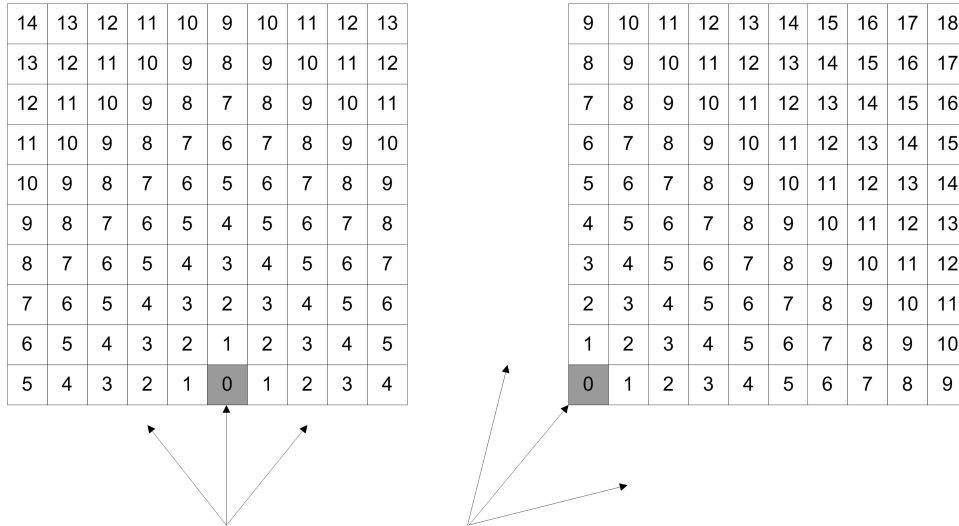 14 13 12 11 10 9 10 11 12 13
13 12 11 10 9 8 9 10 11 12
12 11 10 9 8 7 8 9 10 11
11 10 9 8 7 6 7 8 9 10
10 9 8 7 6 5 6 7 8 9
9 8 7 6 5 4 5 6 7 8
8 7 6 5 4 3 4 5 6 7
7 6 5 4 3 2 3 4 5 6
6 5 4 3 2 1 2 3 4 5
5 4 3 2 1 0 1 2 3 4
9 10 11 12 13 14 15 16 17 18
8 9 10 11 12 13 14 15 16 17
7 8 9 10 11 12 13 14 15 16
6 7 8 9 10 11 12 13 14 15
5 6 7 8 9 10 11 12 13 14
4 5 6 7 8 9 10 11 12 13
3 4 5 6 7 8 9 10 11 12
2 3 4 5 6 7 8 9 10 11
1 2 3 4 5 6 7 8 9 10
0 1 2 3 4 5 6 7 8 9